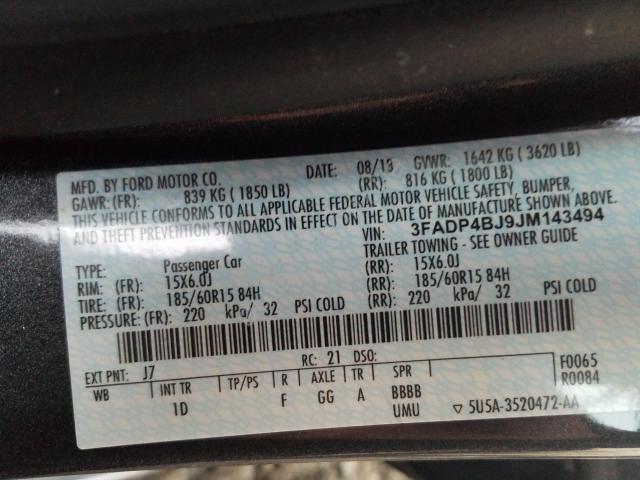 MFD. BY FORD MOTOR CO. DATE: 08/18 GVWR: 1642 KG ( 3620 LB)
GAWR: (FR): 839 KG ( 1850 LB) (RR): 816 KG ( 1800 LB)
THIS VEHICLE CONFORMS TO ALL APPLICABLE FEDERAL MOTOR VEHICLE SAFETY, BUMPER,
AND THEFT PREVENTION STANDARDS IN EFFECT ON THE DATE OF MANUFACTURE SHOWN ABOVE.
VIN: 3FADP4BJ9JM143494
TYPE: Passenger Car TRAILER TOWING - SEE OWNER GUIDE
RIM: (FR): 15X6.0J (RR): 15X6.0J
TIRE: (FR): 185/60R15 84H (RR): 185/60R15 84H
PRESSURE: (FR): 220 kPa/ 32 PSI COLD (RR): 220 kPa/ 32 PSI COLD
EXT PNT: J7 RC: 21 DSO: F0065
WB INT TR TP/PS R AXLE TR SPR R0084
1D F GG A BBBB
UMU ▽ 5U5A-3520472-AA